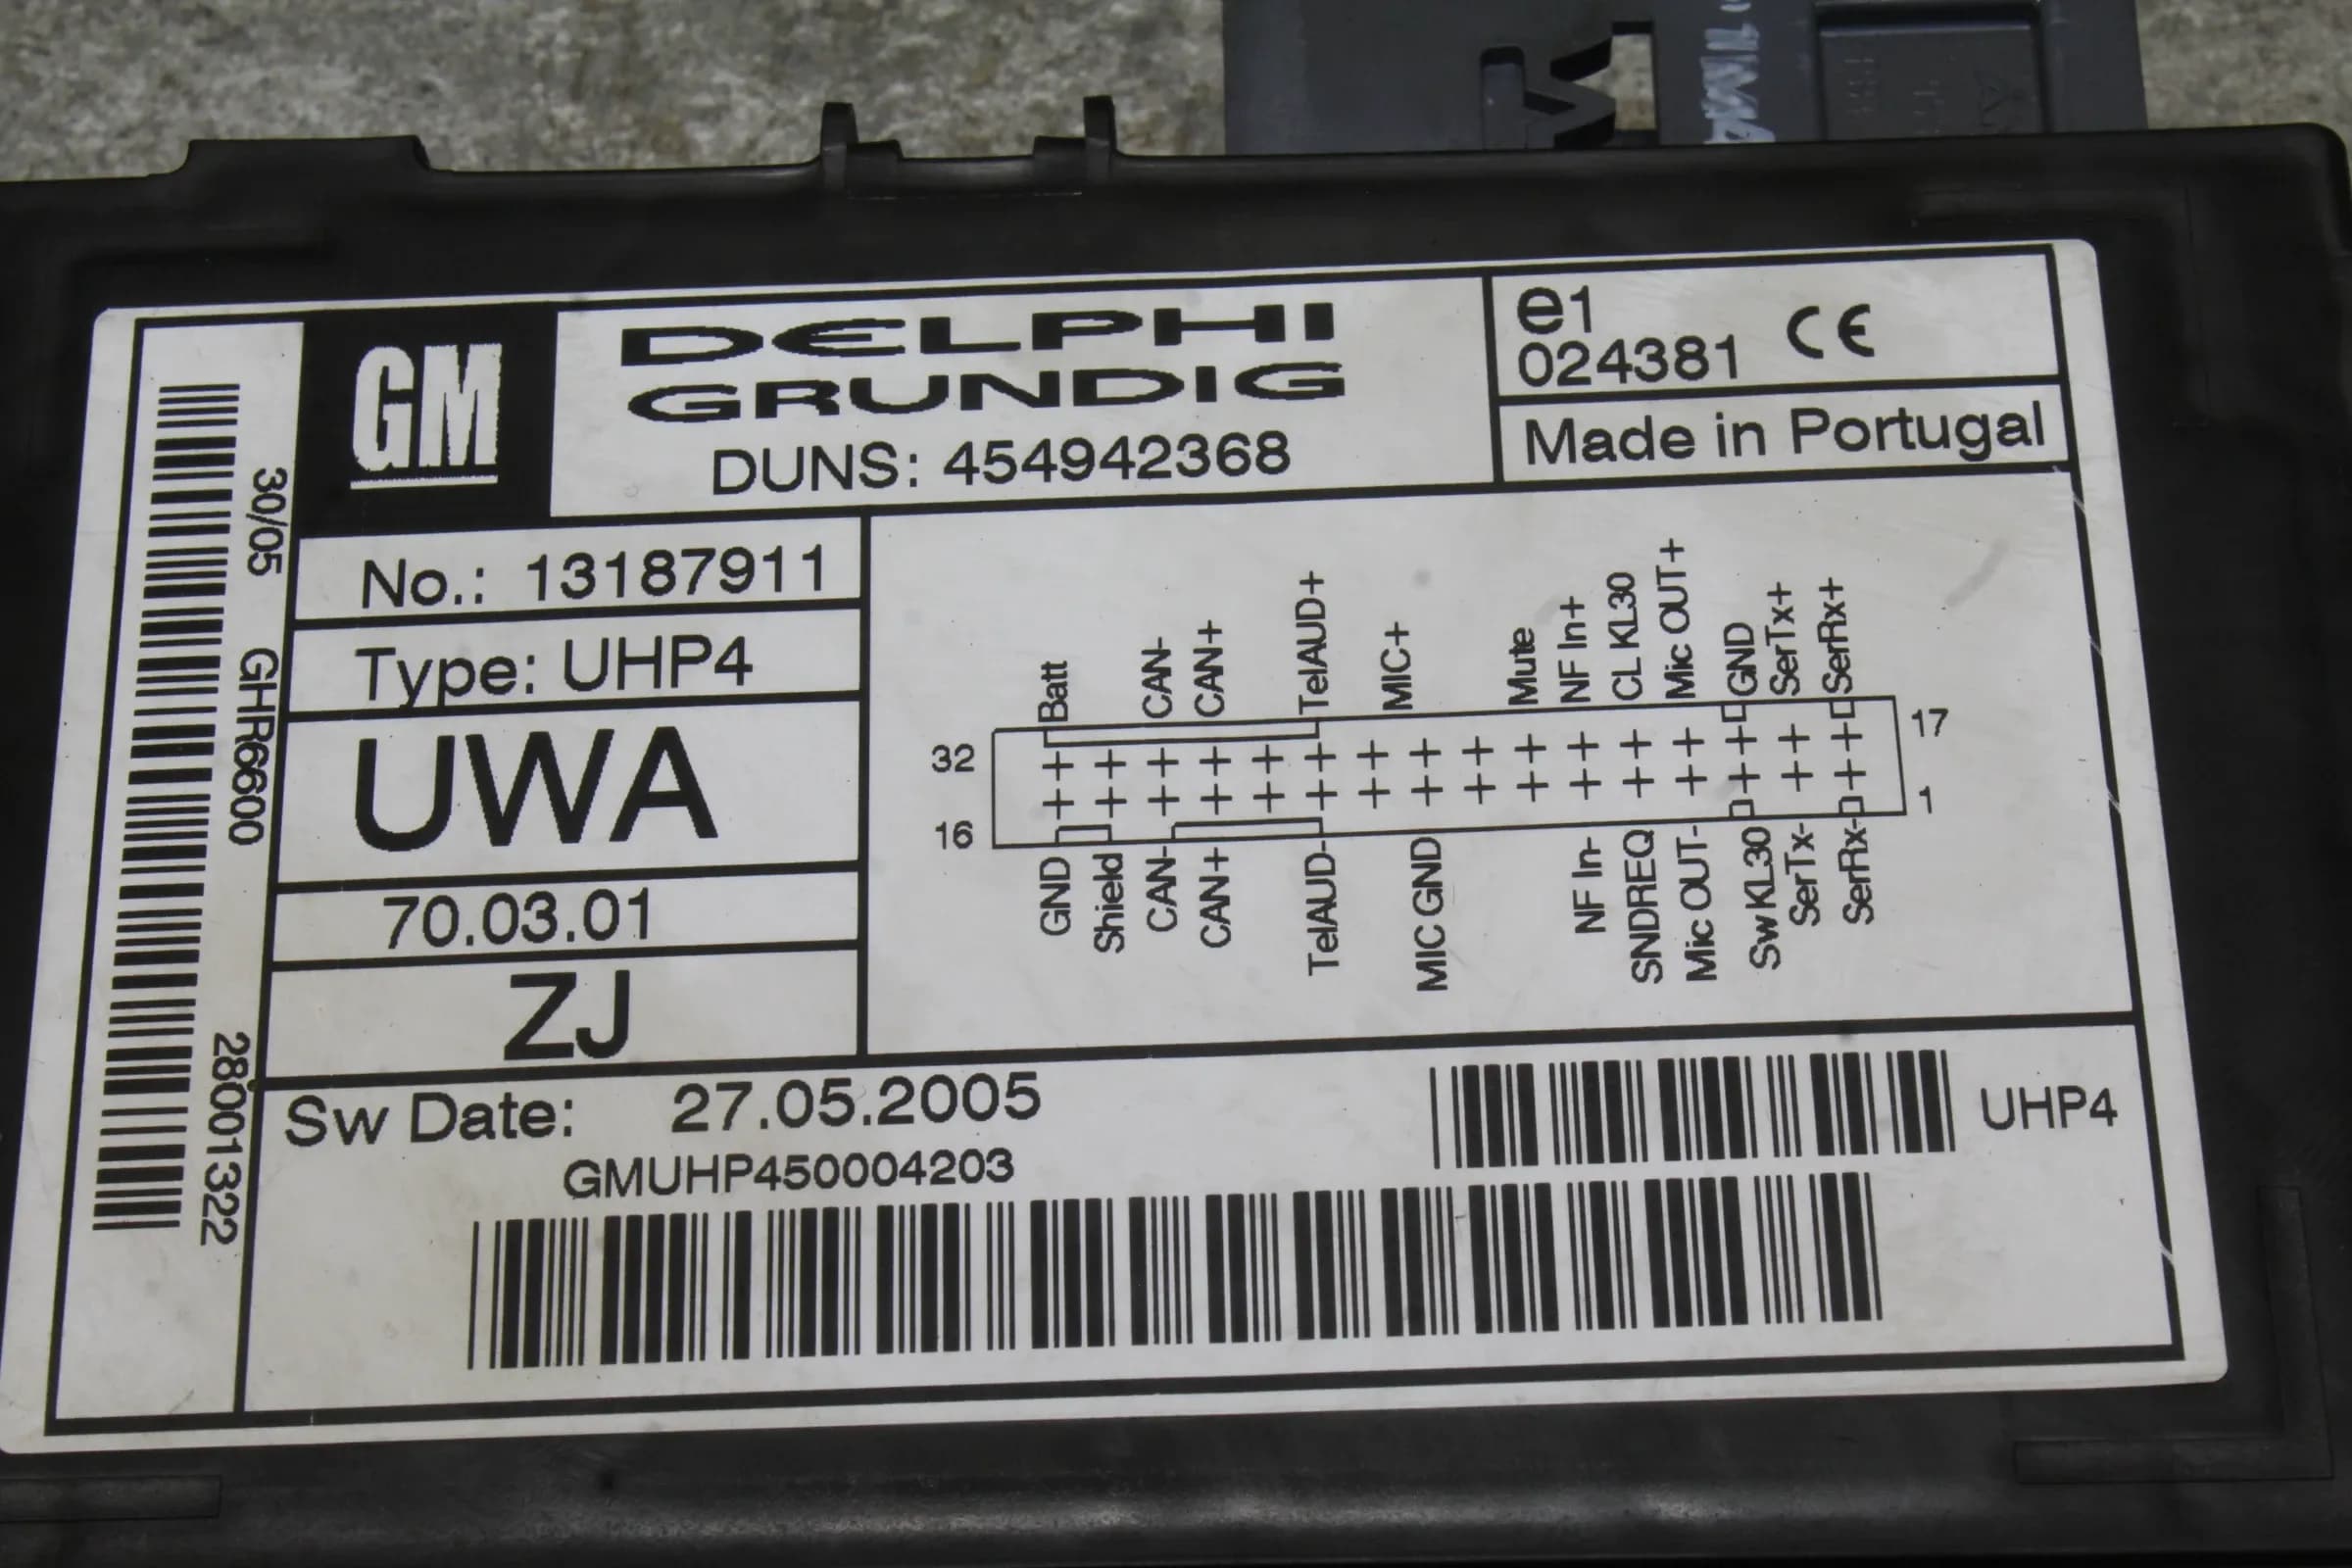 GM
DELPHI
GRUNDIG
DUNS: 454942368
e1
024381 CE
Made in Portugal
30/05 GHR6600 280013222
No.: 13187911
Type: UHP4
UWA
70.03.01
ZJ
Batt CAN- CAN+ TelAUD+ MIC+ Mute NF In+ CL KL30 Mic OUT+ GND SerTx+ SerRx+
32 17
16 1
GND Shield CAN- CAN+ TelAUD- MIC GND NF In- SNDREQ Mic OUT- Sw KL30 SerTx- SerRx-
Sw Date: 27.05.2005
GMUHP450004203
UHP4